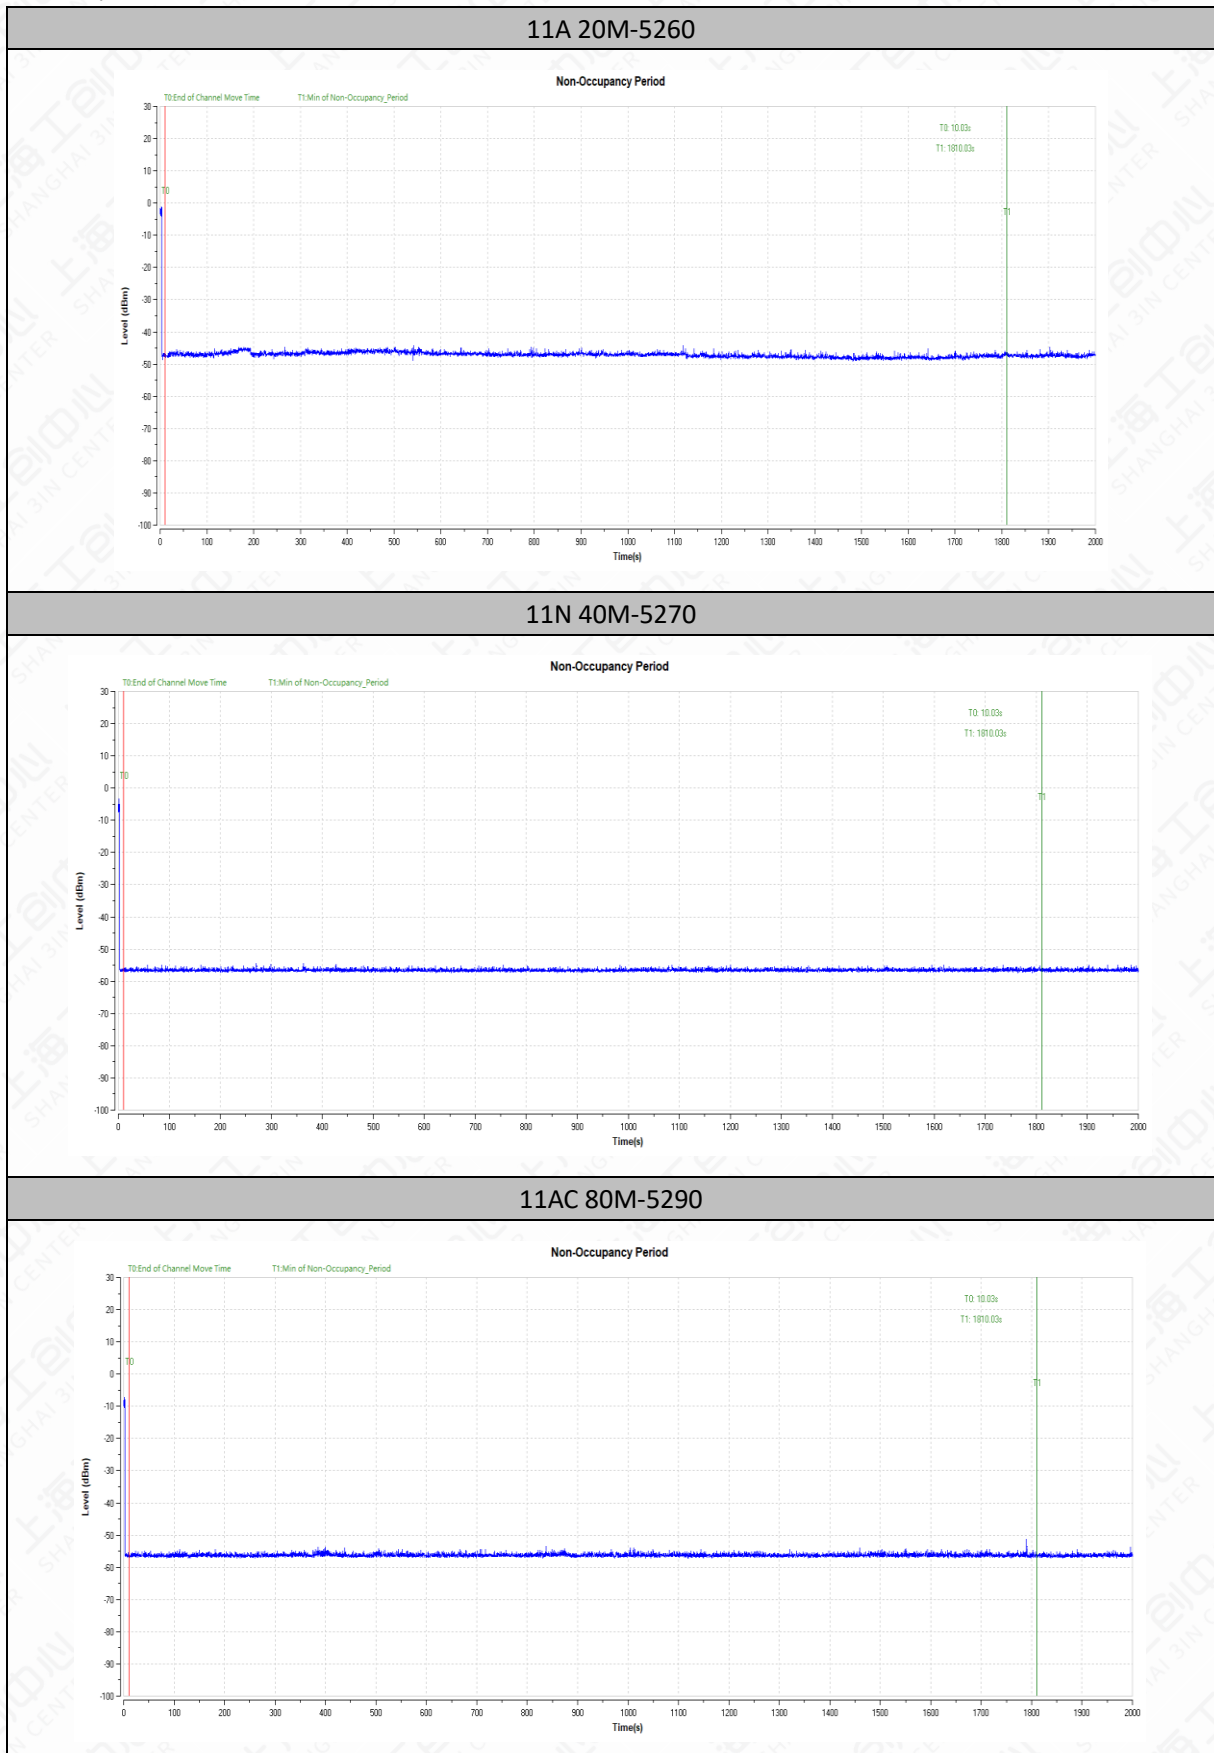 11A 20M-5260
Non-Occupancy Period
T0:End of Channel Move Time T1:Min of Non-Occupancy_Period
T0: 10.03s
T1: 1810.03s
T0
T1
30
20
10
0
-10
-20
-30
-40
-50
-60
-70
-80
-90
-100
Level (dBm)
0 100 200 300 400 500 600 700 800 900 1000 1100 1200 1300 1400 1500 1600 1700 1800 1900 2000
Time(s)
11N 40M-5270
Non-Occupancy Period
T0:End of Channel Move Time T1:Min of Non-Occupancy_Period
T0: 10.03s
T1: 1810.03s
T0
T1
30
20
10
0
-10
-20
-30
-40
-50
-60
-70
-80
-90
-100
Level (dBm)
0 100 200 300 400 500 600 700 800 900 1000 1100 1200 1300 1400 1500 1600 1700 1800 1900 2000
Time(s)
11AC 80M-5290
Non-Occupancy Period
T0:End of Channel Move Time T1:Min of Non-Occupancy_Period
T0: 10.03s
T1: 1810.03s
T0
T1
30
20
10
0
-10
-20
-30
-40
-50
-60
-70
-80
-90
-100
Level (dBm)
0 100 200 300 400 500 600 700 800 900 1000 1100 1200 1300 1400 1500 1600 1700 1800 1900 2000
Time(s)